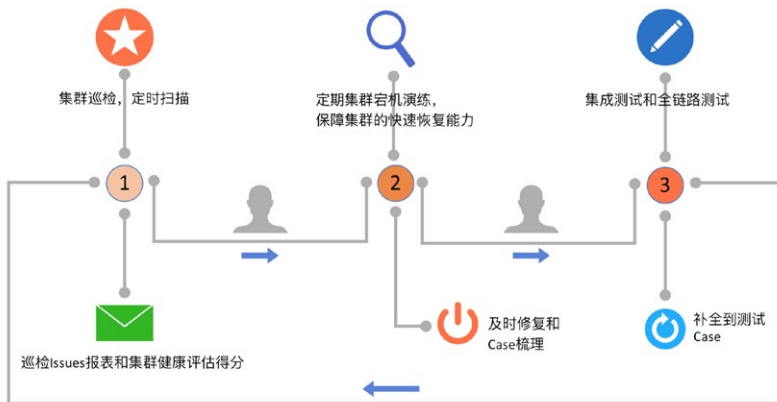 集群巡检，定时扫描
定期集群宕机演练，
保障集群的快速恢复能力
集成测试和全链路测试
1
2
3
巡检Issues报表和集群健康评估得分
及时修复和
Case梳理
补全到测试
Case